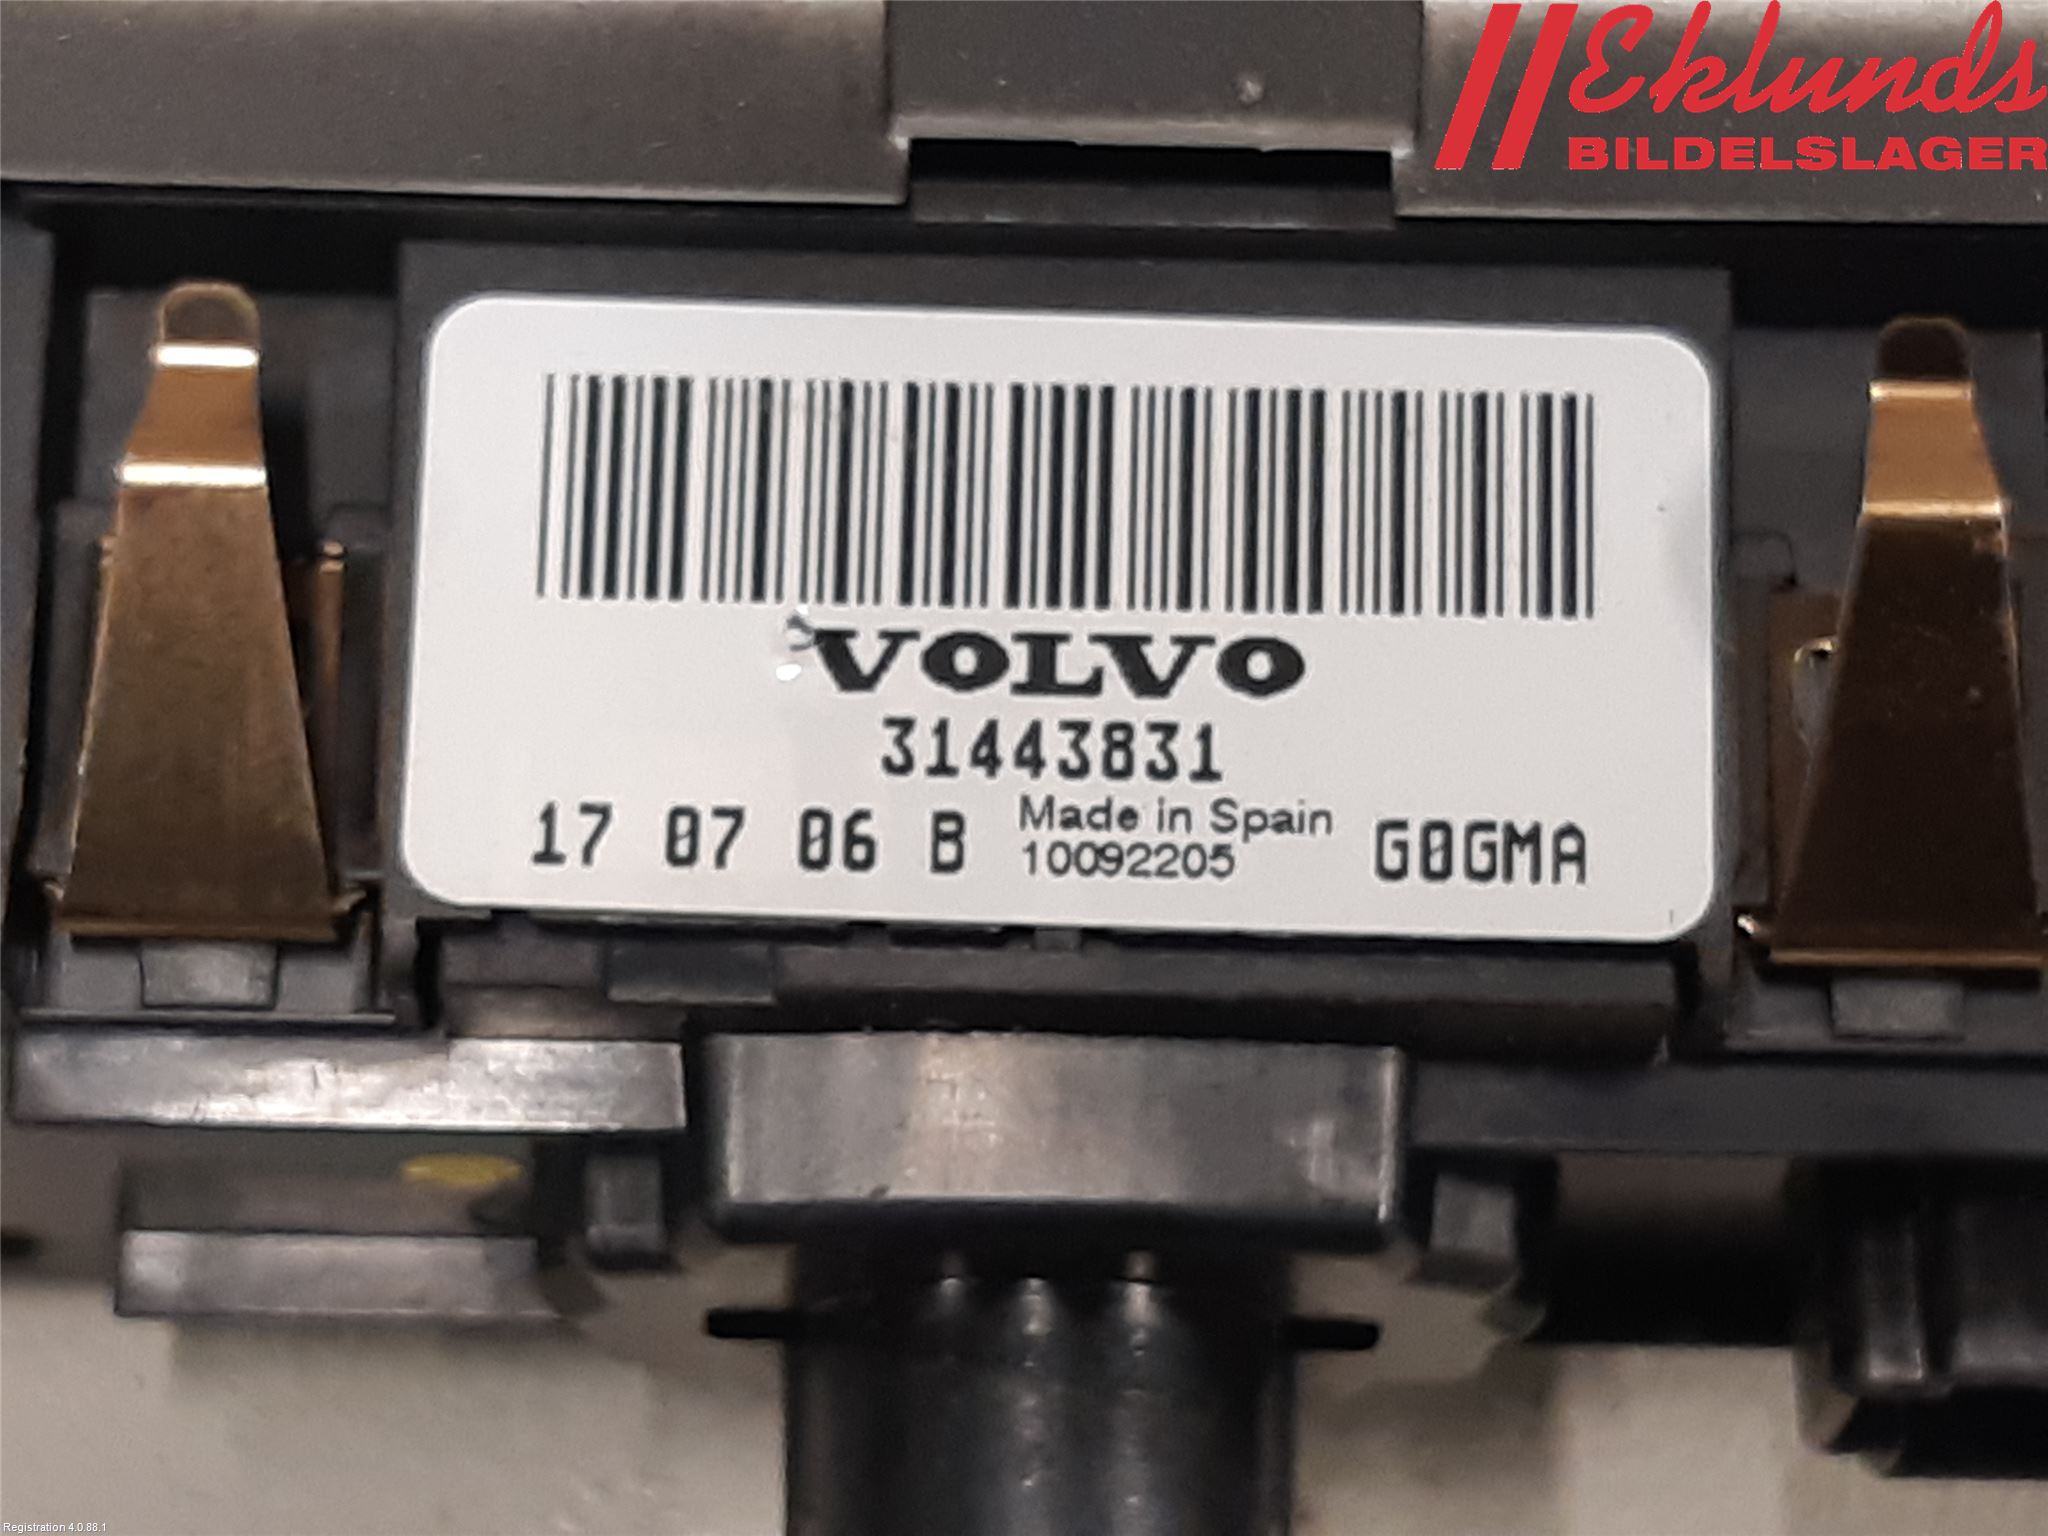 Eklunds
BILDELSLAGER
VOLVO
31443831
17 07 06 B Made in Spain G0GMA
10092205
Registration 4.0.88.1